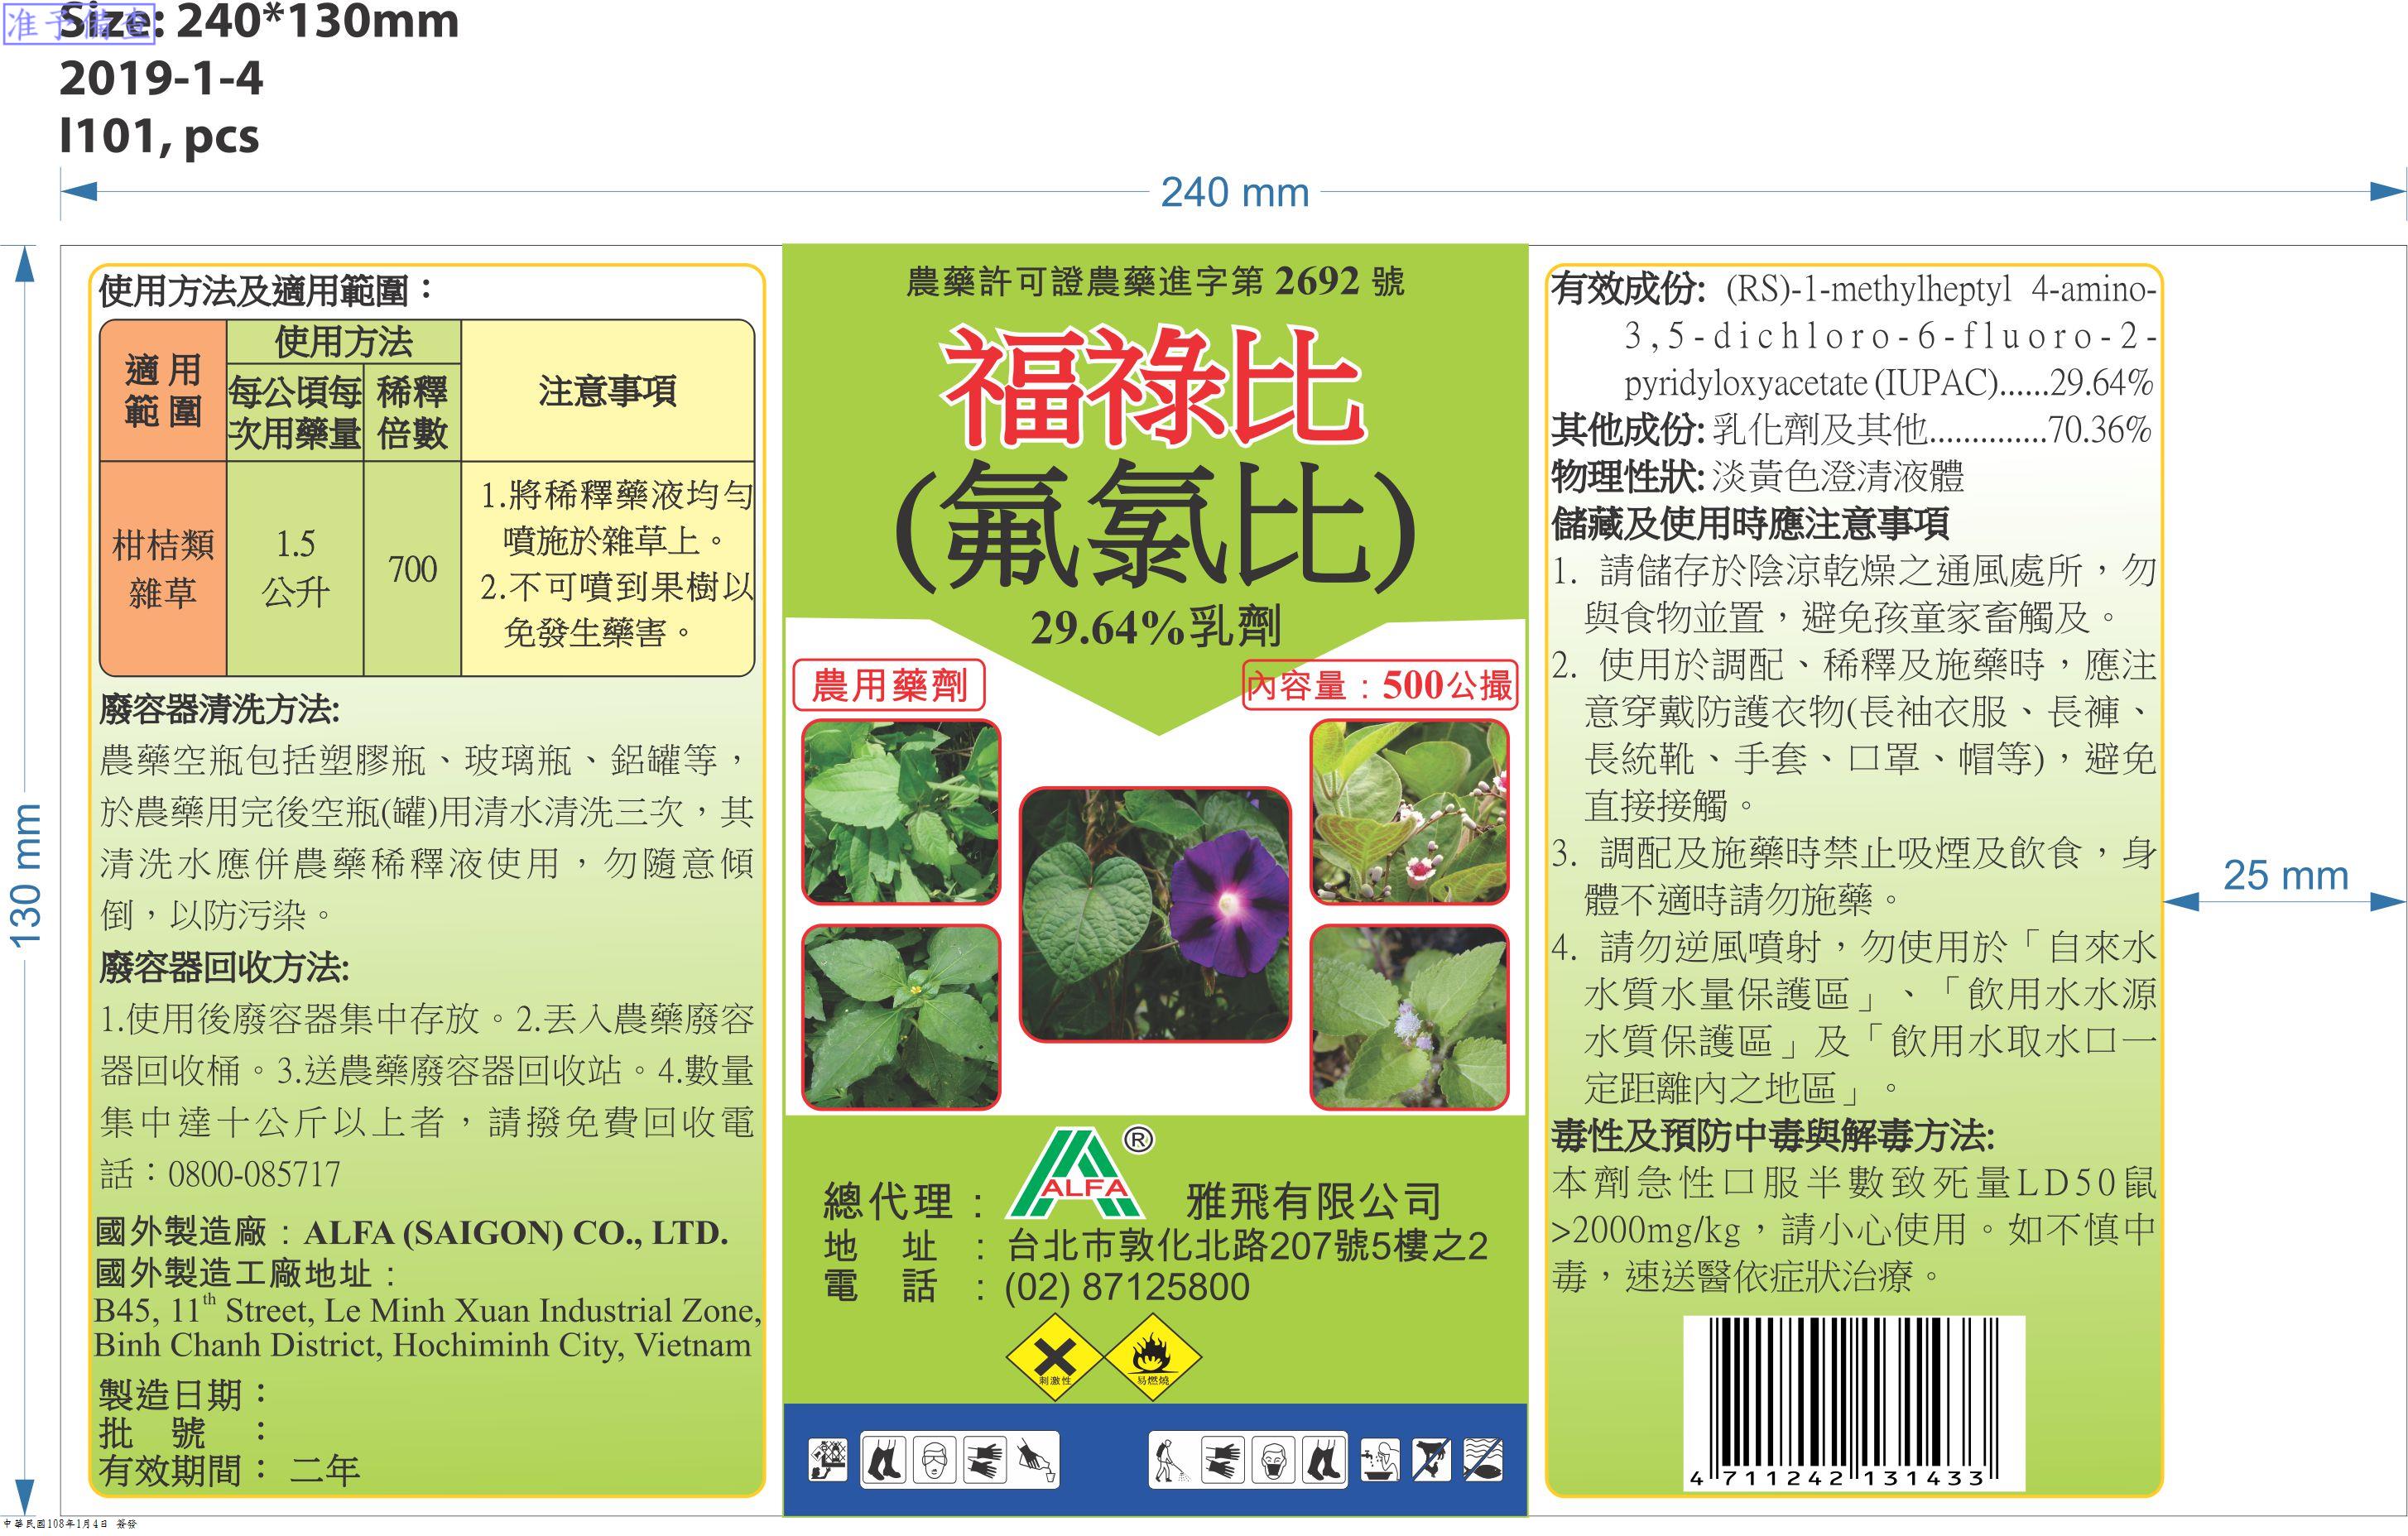 准予備查
Size: 240*130mm
2019-1-4
I101, pcs
240 mm
130 mm
使用方法及適用範圍：
適用
範圍
使用方法
每公頃每
次用藥量
稀釋
倍數
注意事項
柑桔類
雜草
1.5
公升
700
1.將稀釋藥液均勻
噴施於雜草上。
2.不可噴到果樹以
免發生藥害。
廢容器清洗方法:
農藥空瓶包括塑膠瓶、玻璃瓶、鋁罐等，
於農藥用完後空瓶(罐)用清水清洗三次，其
清洗水應併農藥稀釋液使用，勿隨意傾
倒，以防污染。
廢容器回收方法:
1.使用後廢容器集中存放。2.丟入農藥廢容
器回收桶。3.送農藥廢容器回收站。4.數量
集中達十公斤以上者，請撥免費回收電
話：0800-085717
國外製造廠：ALFA (SAIGON) CO., LTD.
國外製造工廠地址：
B45, 11th Street, Le Minh Xuan Industrial Zone,
Binh Chanh District, Hochiminh City, Vietnam
製造日期：
批 號：
有效期間： 二年
農藥許可證農藥進字第 2692 號
福祿比
(氟氯比)
29.64%乳劑
農用藥劑
內容量：500公撮
總代理：
ALFA
®
雅飛有限公司
地 址：台北市敦化北路207號5樓之2
電 話：(02) 87125800
刺激性
易燃燒
有效成份: (RS)-1-methylheptyl 4-amino-
3,5-dichloro-6-fluoro-2-
pyridyloxyacetate (IUPAC)......29.64%
其他成份: 乳化劑及其他..............70.36%
物理性狀: 淡黃色澄清液體
儲藏及使用時應注意事項
1. 請儲存於陰涼乾燥之通風處所，勿
與食物並置，避免孩童家畜觸及。
2. 使用於調配、稀釋及施藥時，應注
意穿戴防護衣物(長袖衣服、長褲、
長統靴、手套、口罩、帽等)，避免
直接接觸。
3. 調配及施藥時禁止吸煙及飲食，身
體不適時請勿施藥。
4. 請勿逆風噴射，勿使用於「自來水
水質水量保護區」、「飲用水水源
水質保護區」及「飲用水取水口一
定距離內之地區」。
毒性及預防中毒與解毒方法:
本劑急性口服半數致死量LD50鼠
>2000mg/kg，請小心使用。如不慎中
毒，速送醫依症狀治療。
4 711242 131433
25 mm
中華民國108年1月4日 簽發